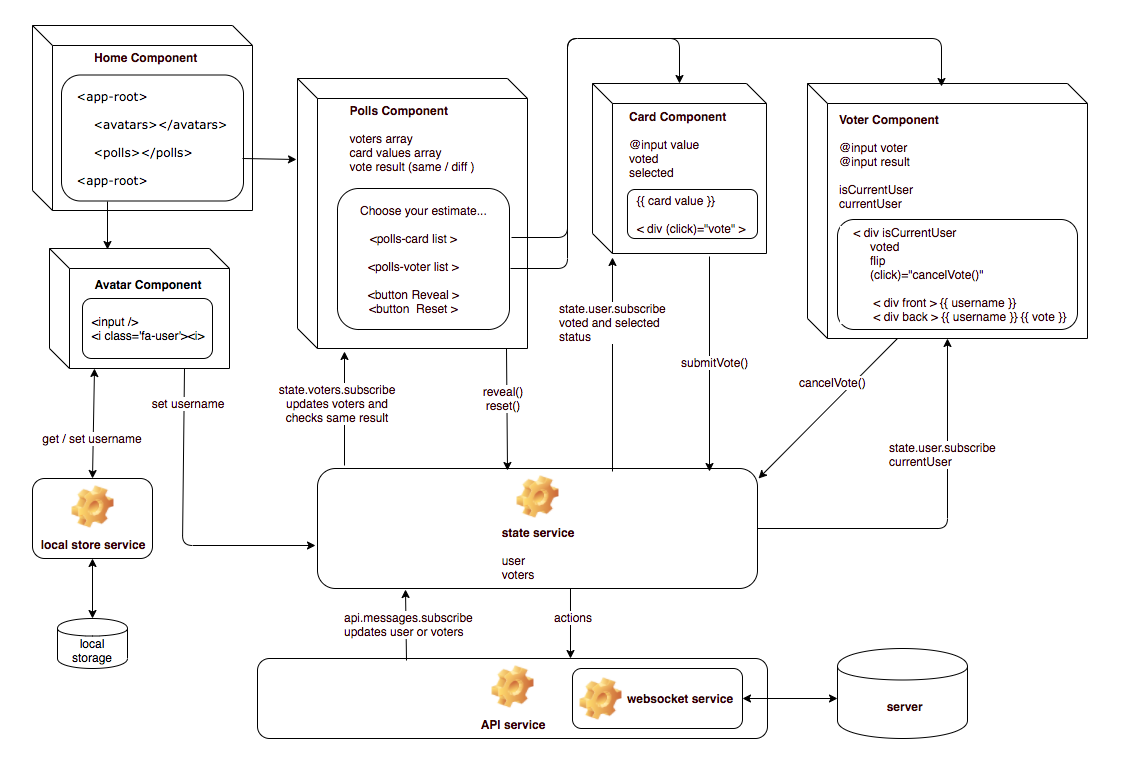 Home Component
<app-root>
<avatars></avatars>
<polls></polls>
<app-root>
Polls Component
voters array
card values array
vote result (same / diff )
Choose your estimate...
<polls-card list >
<polls-voter list >
<button Reveal >
<button  Reset >
Card Component
@input value
voted
selected
{{ card value }}
< div (click)="vote" >
Voter Component
@input voter
@input result
isCurrentUser
currentUser
< div isCurrentUser
voted
flip
(click)="cancelVote()"
< div front > {{ username }}
< div back > {{ username }} {{ vote }}
Avatar Component
<input />
<i class='fa-user'><i>
set username
get / set username
state.voters.subscribe
updates voters and
checks same result
reveal()
reset()
state.user.subscribe
voted and selected
status
submitVote()
cancelVote()
state.user.subscribe
currentUser
local store service
local
storage
state service
user
voters
api.messages.subscribe
updates user or voters
actions
API service
websocket service
server